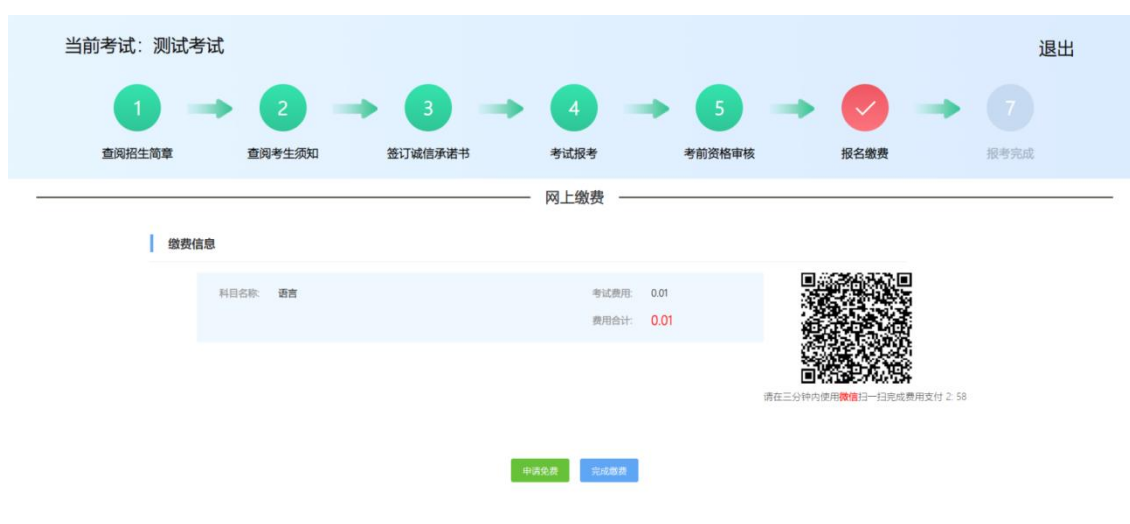 当前考试：测试考试
退出
1 2 3 4 5 7
查阅招生简章 查阅考生须知 签订诚信承诺书 考试报考 考前资格审核 报名缴费 报考完成
网上缴费
缴费信息
科目名称: 语言 考试费用: 0.01
费用合计: 0.01
请在三分钟内使用微信扫一扫完成费用支付 2: 58
申请免费 完成缴费